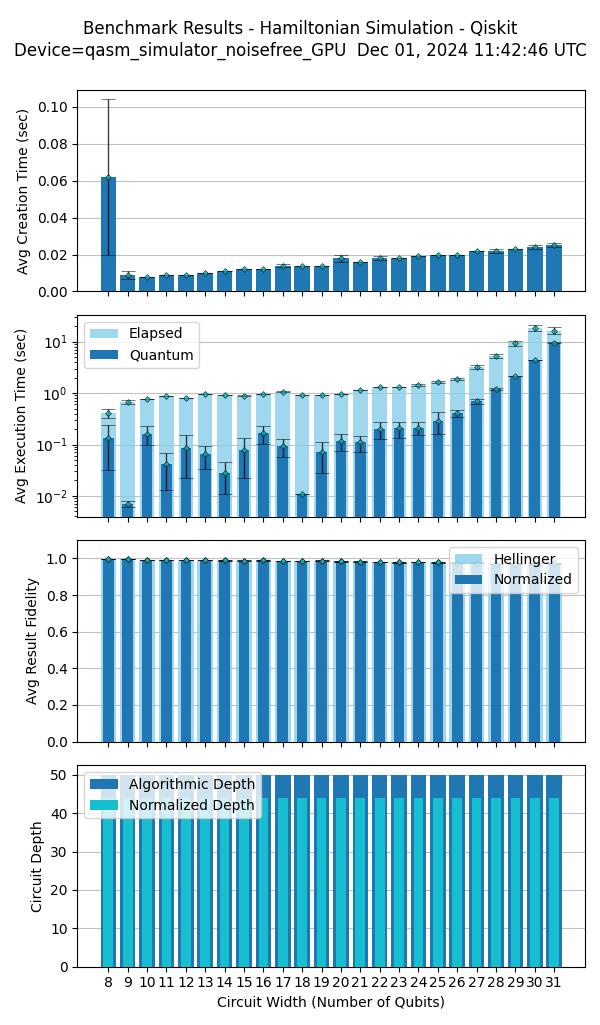 Benchmark Results - Hamiltonian Simulation - Qiskit
Device=qasm_simulator_noisefree_GPU  Dec 01, 2024 11:42:46 UTC
Avg Creation Time (sec)
0.10
0.08
0.06
0.04
0.02
0.00
Avg Execution Time (sec)
10^1
10^0
10^−1
10^−2
Elapsed
Quantum
Avg Result Fidelity
1.0
0.8
0.6
0.4
0.2
0.0
Hellinger
Normalized
Circuit Depth
50
40
30
20
10
0
Algorithmic Depth
Normalized Depth
8 9 10 11 12 13 14 15 16 17 18 19 20 21 22 23 24 25 26 27 28 29 30 31
Circuit Width (Number of Qubits)